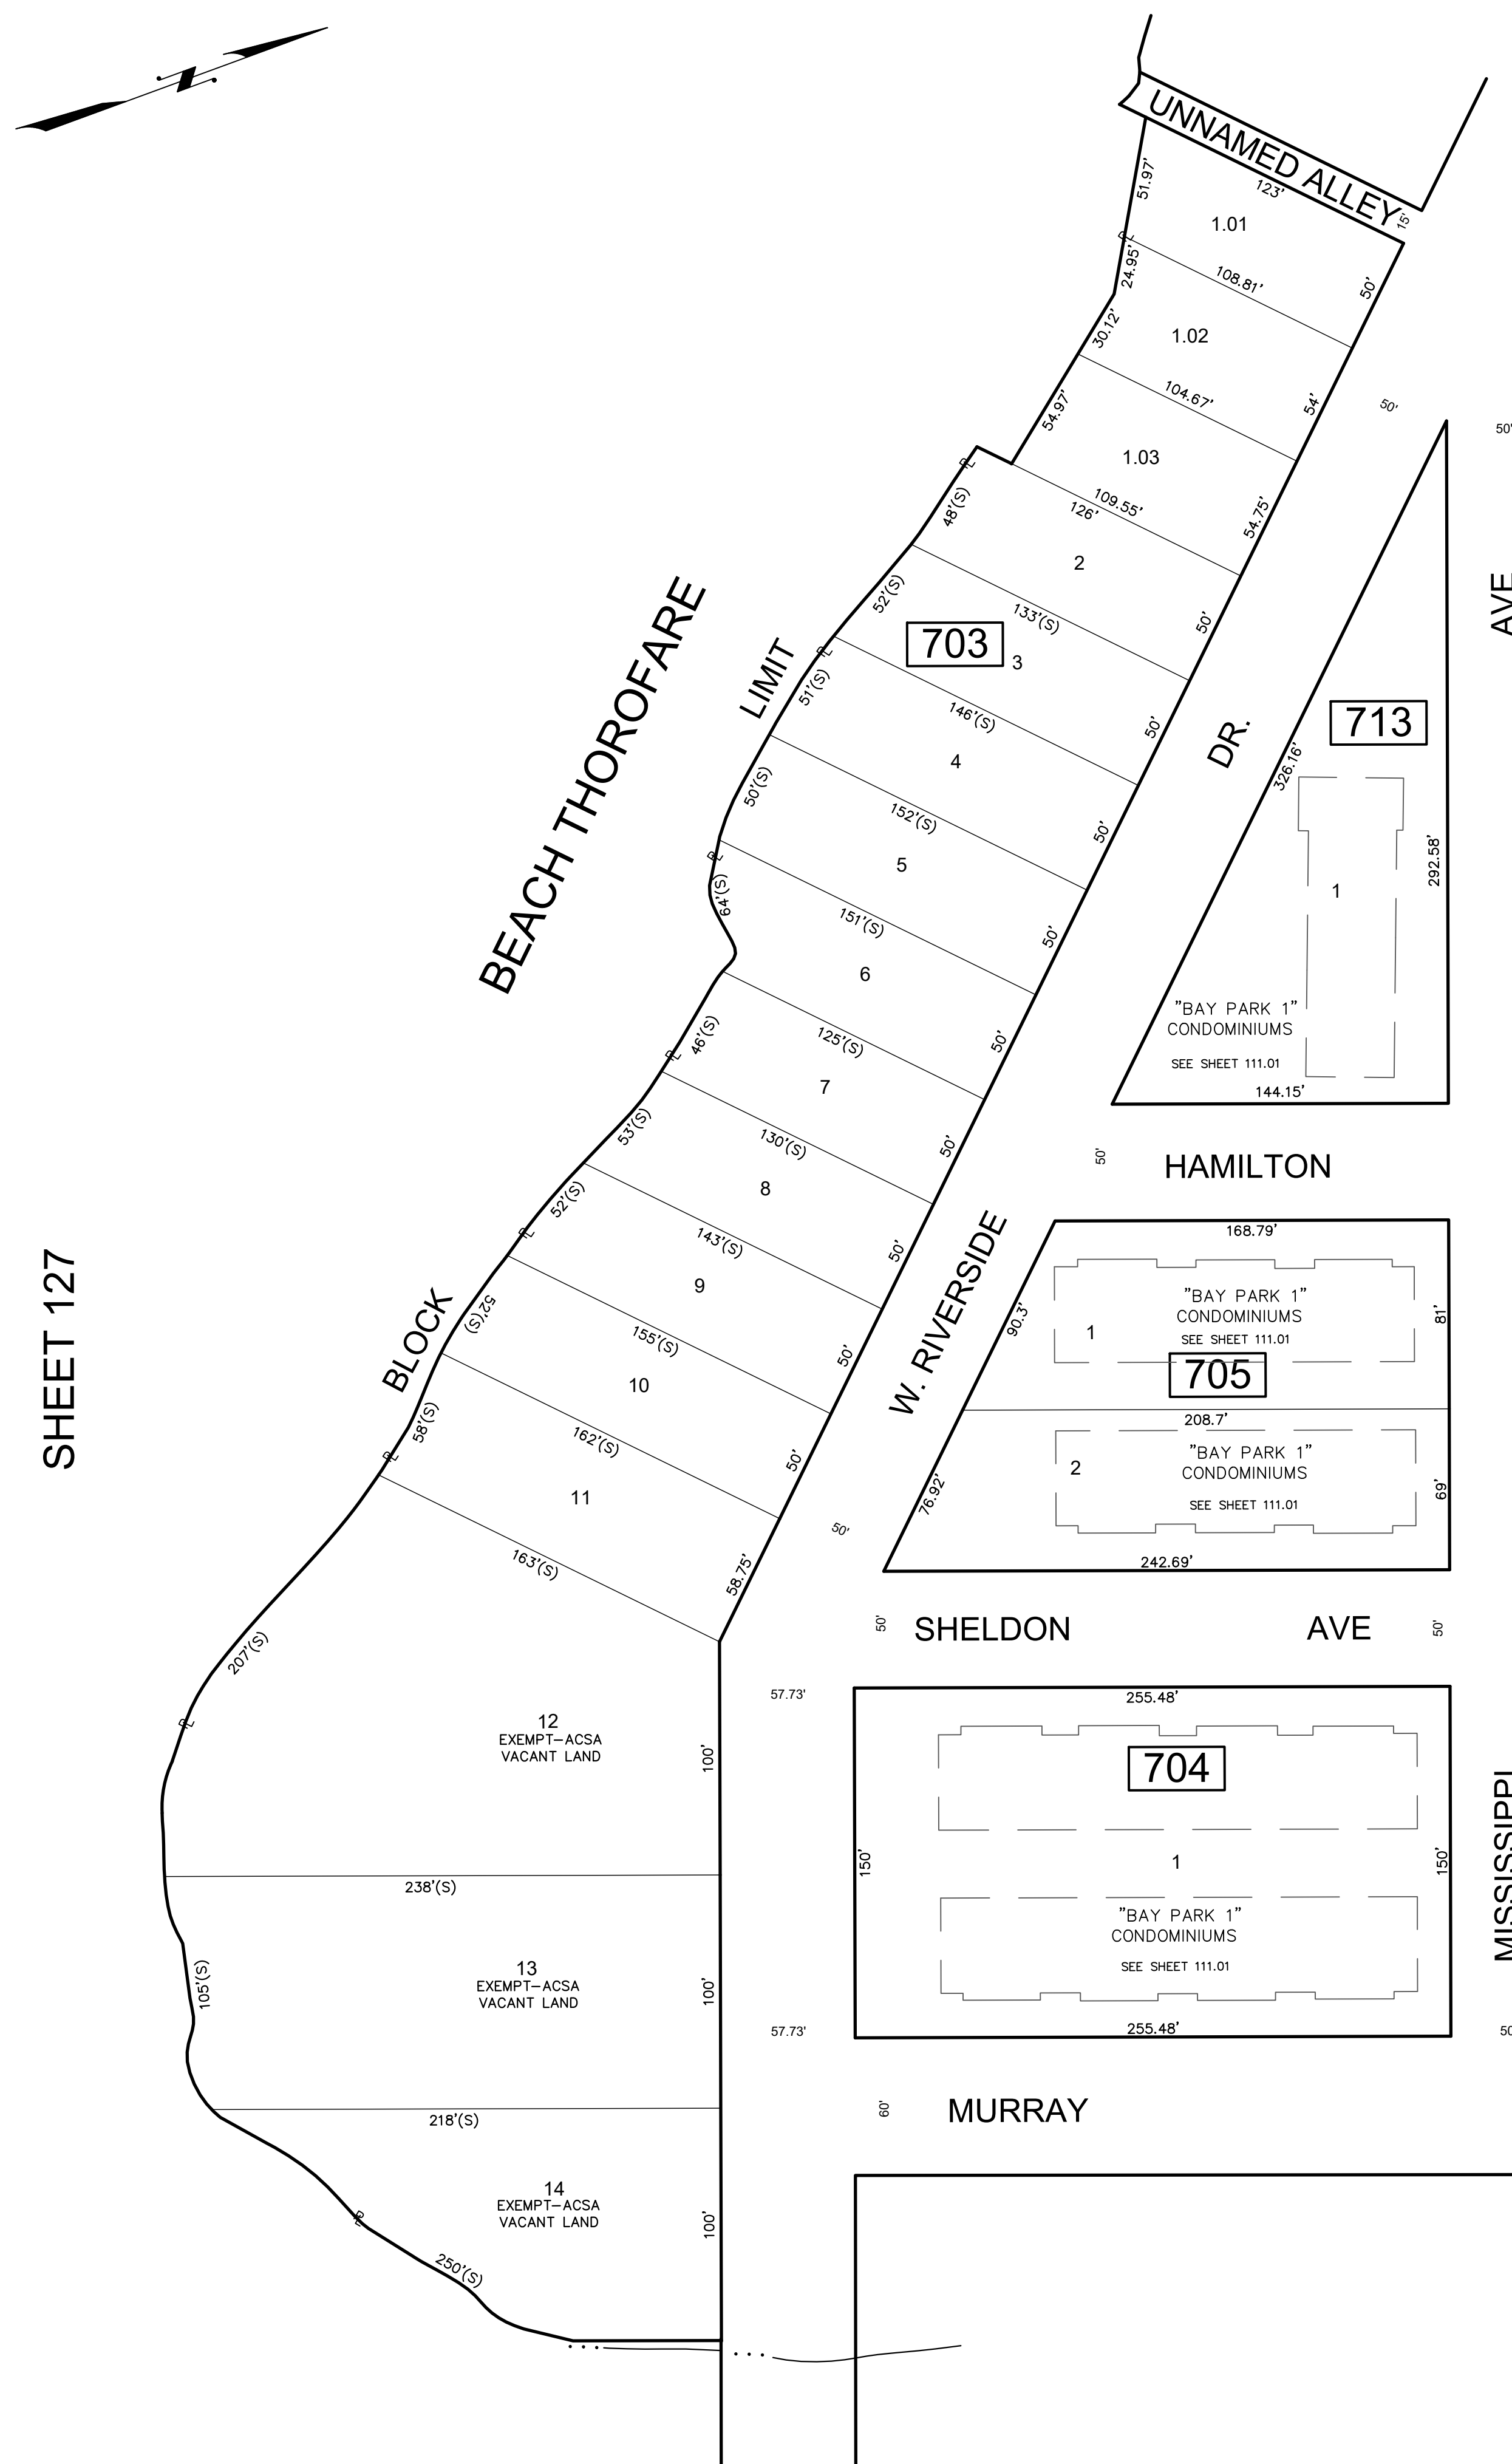 N
UNNAMED ALLEY
15'
51.97'
123'
1.01
24.95'
108.81'
50'
30.12'
1.02
54'
104.67'
50'
50'
54.97'
1.03
54.75'
109.55'
126'
48'(S)
2
50'
AVE
52'(S)
133'(S)
703
3
LIMIT
51'(S)
146'(S)
50'
DR.
713
BEACH THOROFARE
4
326.16'
50'(S)
152'(S)
50'
292.58'
5
1
64'(S)
151'(S)
50'
6
"BAY PARK 1"
CONDOMINIUMS
SEE SHEET 111.01
144.15'
46'(S)
125'(S)
50'
7
53'(S)
130'(S)
50'
50'
HAMILTON
8
52'(S)
143'(S)
50'
W. RIVERSIDE
168.79'
9
"BAY PARK 1"
CONDOMINIUMS
SEE SHEET 111.01
90.3'
1
81'
52'(S)
155'(S)
50'
705
SHEET 127
BLOCK
10
208.7'
58'(S)
162'(S)
50'
"BAY PARK 1"
CONDOMINIUMS
SEE SHEET 111.01
2
76.92'
69'
11
50'
242.69'
163'(S)
58.75'
50'
SHELDON
AVE
50'
207'(S)
57.73'
255.48'
12
EXEMPT-ACSA
VACANT LAND
100'
704
150'
1
150'
MISSISSIPPI
238'(S)
"BAY PARK 1"
CONDOMINIUMS
SEE SHEET 111.01
13
EXEMPT-ACSA
VACANT LAND
105'(S)
100'
57.73'
255.48'
50
218'(S)
60'
MURRAY
14
EXEMPT-ACSA
VACANT LAND
100'
250'(S)